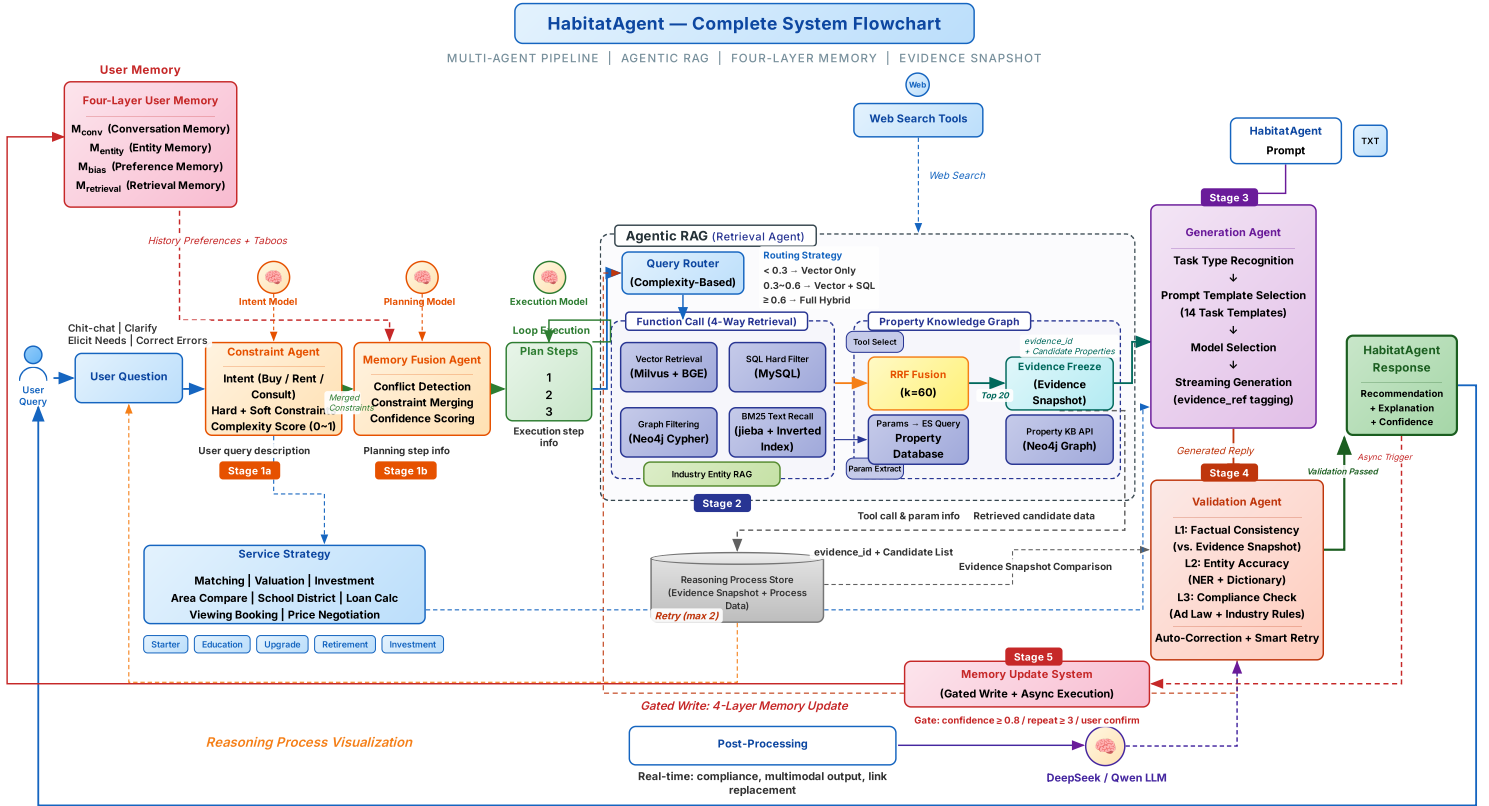 HabitatAgent — Complete System Flowchart
MULTI-AGENT PIPELINE | AGENTIC RAG | FOUR-LAYER MEMORY | EVIDENCE SNAPSHOT
User Memory
Four-Layer User Memory
Mconv (Conversation Memory)
Mentity (Entity Memory)
Mbias (Preference Memory)
Mretrieval (Retrieval Memory)
History Preferences + Taboos
Web
Web Search Tools
Web Search
HabitatAgent
Prompt
TXT
Intent Model
Planning Model
Execution Model
Loop Execution
Chit-chat | Clarify
Elicit Needs | Correct Errors
User
Query
User Question
Constraint Agent
Intent (Buy / Rent /
Consult)
Hard + Soft Constrain
Complexity Score (0~1)
User query description
Stage 1a
Merged
Constraints
Memory Fusion Agent
Conflict Detection
Constraint Merging
Confidence Scoring
Planning step info
Stage 1b
Plan Steps
1
2
3
Execution step
info
Agentic RAG (Retrieval Agent)
Query Router
(Complexity-Based)
Routing Strategy
< 0.3 → Vector Only
0.3~0.6 → Vector + SQL
≥ 0.6 → Full Hybrid
Function Call (4-Way Retrieval)
Vector Retrieval
(Milvus + BGE)
SQL Hard Filter
(MySQL)
Graph Filtering
(Neo4j Cypher)
BM25 Text Recall
(jieba + Inverted
Index)
Industry Entity RAG
Property Knowledge Graph
Tool Select
evidence_id
+ Candidate Properties
RRF Fusion
(k=60)
Top 20
Evidence Freeze
(Evidence
Snapshot)
Params → ES Query
Property
Database
Param Extract
Property KB API
(Neo4j Graph)
Stage 2
Stage 3
Generation Agent
Task Type Recognition
↓
Prompt Template Selection
(14 Task Templates)
↓
Model Selection
↓
Streaming Generation
(evidence_ref tagging)
Generated Reply
HabitatAgent
Response
Recommendation
+ Explanation
+ Confidence
Async Trigger
Validation Passed
Stage 4
Validation Agent
L1: Factual Consistency
(vs. Evidence Snapshot)
L2: Entity Accuracy
(NER + Dictionary)
L3: Compliance Check
(Ad Law + Industry Rules)
Auto-Correction + Smart Retry
Tool call & param info
Retrieved candidate data
evidence_id + Candidate List
Evidence Snapshot Comparison
Reasoning Process Store
(Evidence Snapshot + Process
Data)
Retry (max 2)
Service Strategy
Matching | Valuation | Investment
Area Compare | School District | Loan Calc
Viewing Booking | Price Negotiation
Starter
Education
Upgrade
Retirement
Investment
Stage 5
Memory Update System
(Gated Write + Async Execution)
Gated Write: 4-Layer Memory Update
Gate: confidence ≥ 0.8 / repeat ≥ 3 / user confirm
Reasoning Process Visualization
Post-Processing
Real-time: compliance, multimodal output, link
replacement
DeepSeek / Qwen LLM